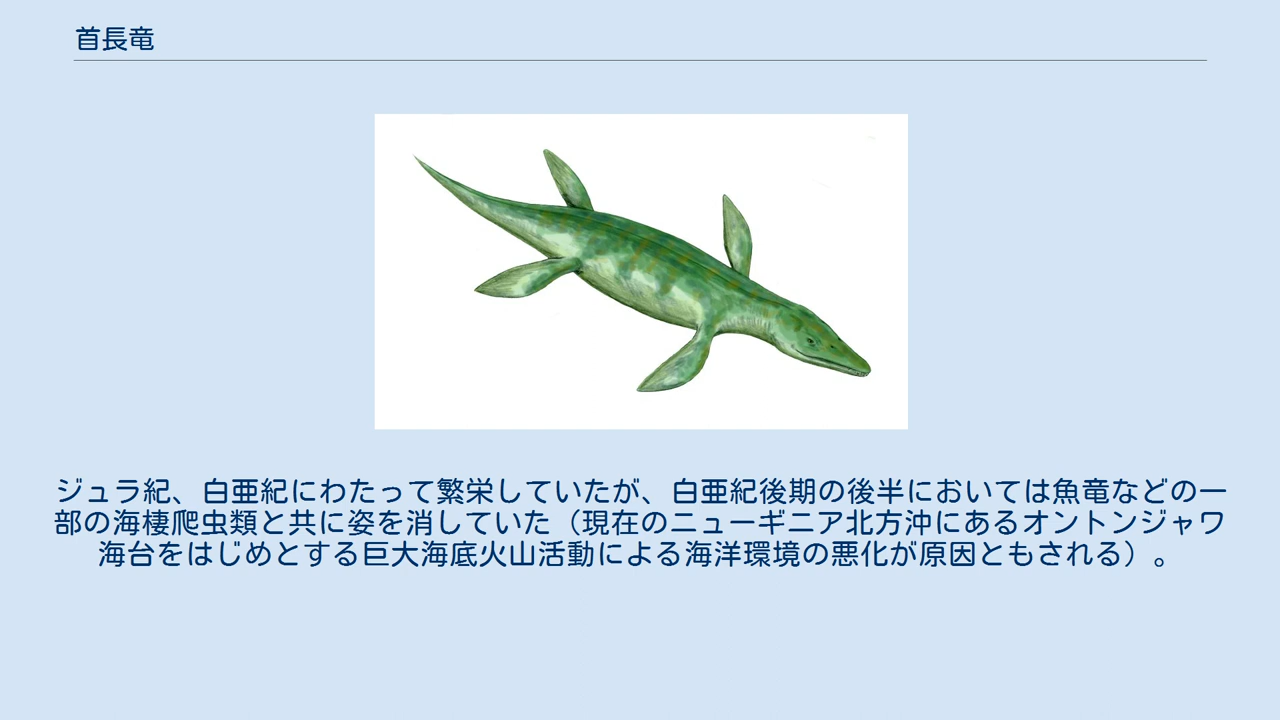 首長竜
ジュラ紀、白亜紀にわたって繁栄していたが、白亜紀後期の後半においては魚竜などの一
部の海棲爬虫類と共に姿を消していた（現在のニューギニア北方沖にあるオントンジャワ
海台をはじめとする巨大海底火山活動による海洋環境の悪化が原因ともされる）。